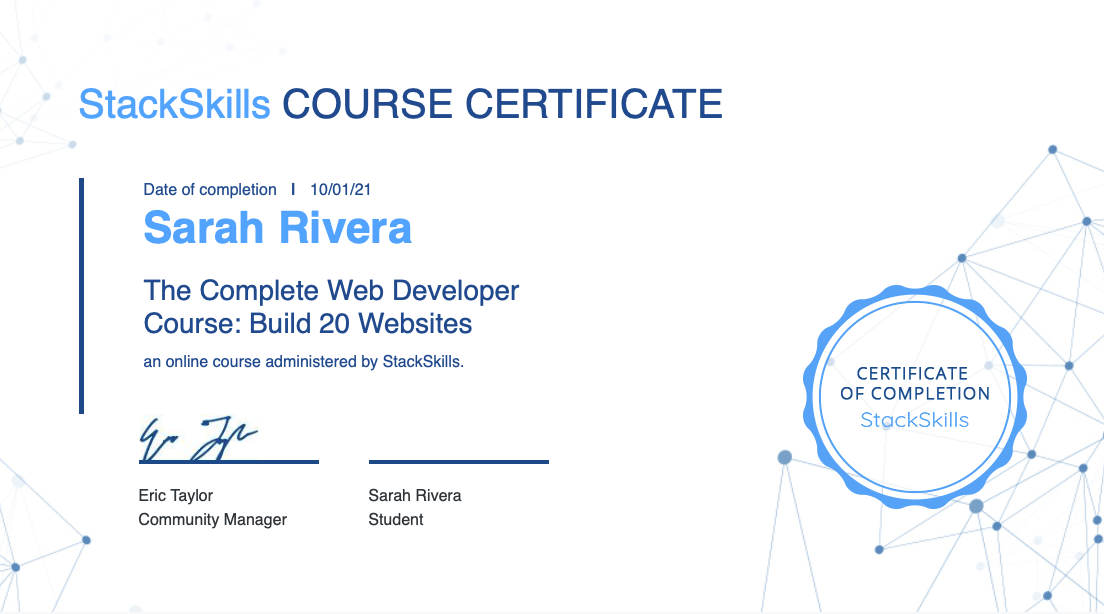 StackSkills COURSE CERTIFICATE
Date of completion I 10/01/21
Sarah Rivera
The Complete Web Developer
Course: Build 20 Websites
an online course administered by StackSkills.
CERTIFICATE
OF COMPLETION
StackSkills
Eric Taylor
Community Manager
Sarah Rivera
Student